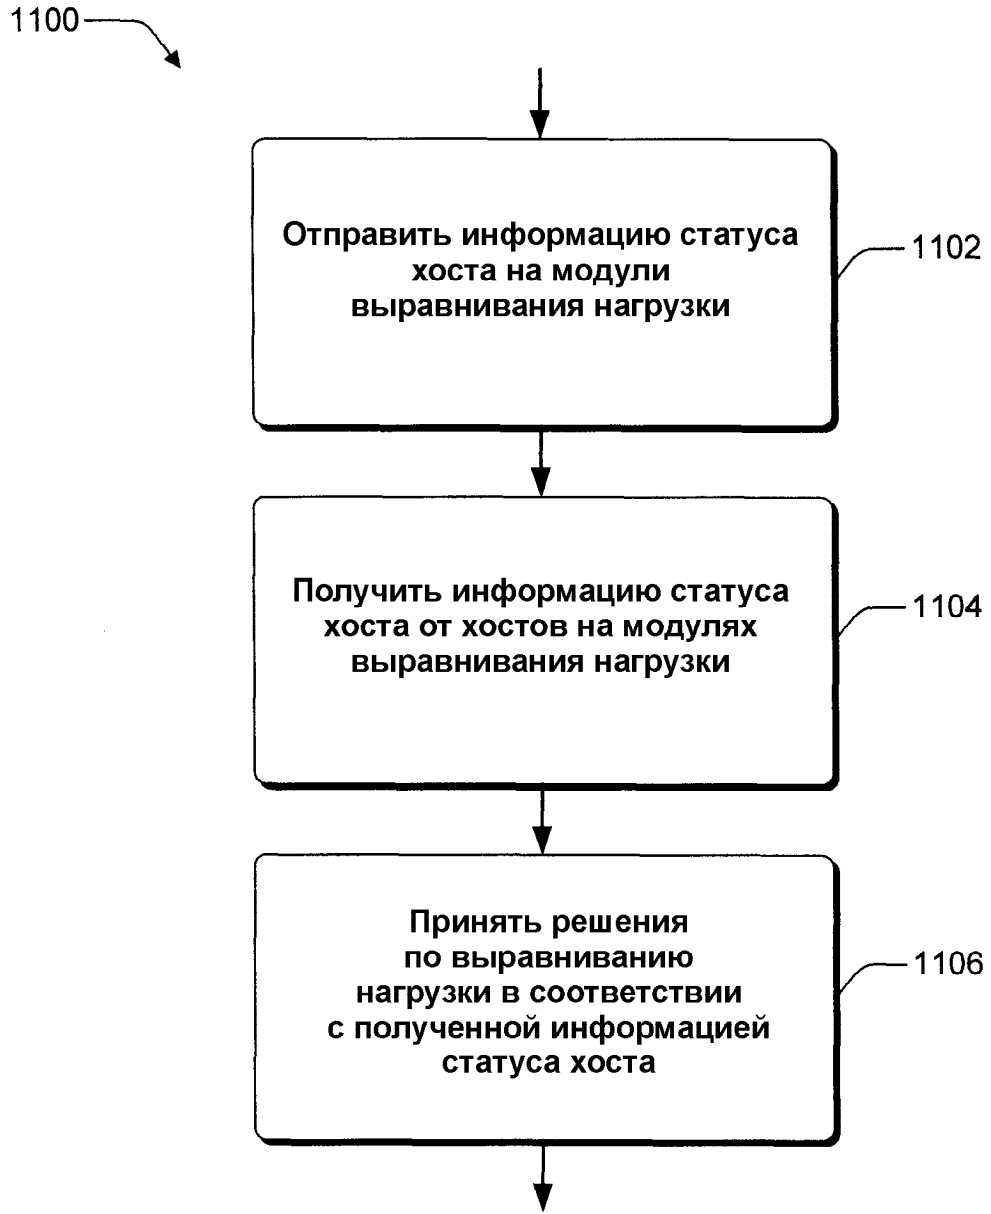 1100
Отправить информацию статуса
хоста на модули
выравнивания нагрузки
1102
Получить информацию статуса
хоста от хостов на модулях
выравнивания нагрузки
1104
Принять решения
по выравниванию
нагрузки в соответствии
с полученной информацией
статуса хоста
1106